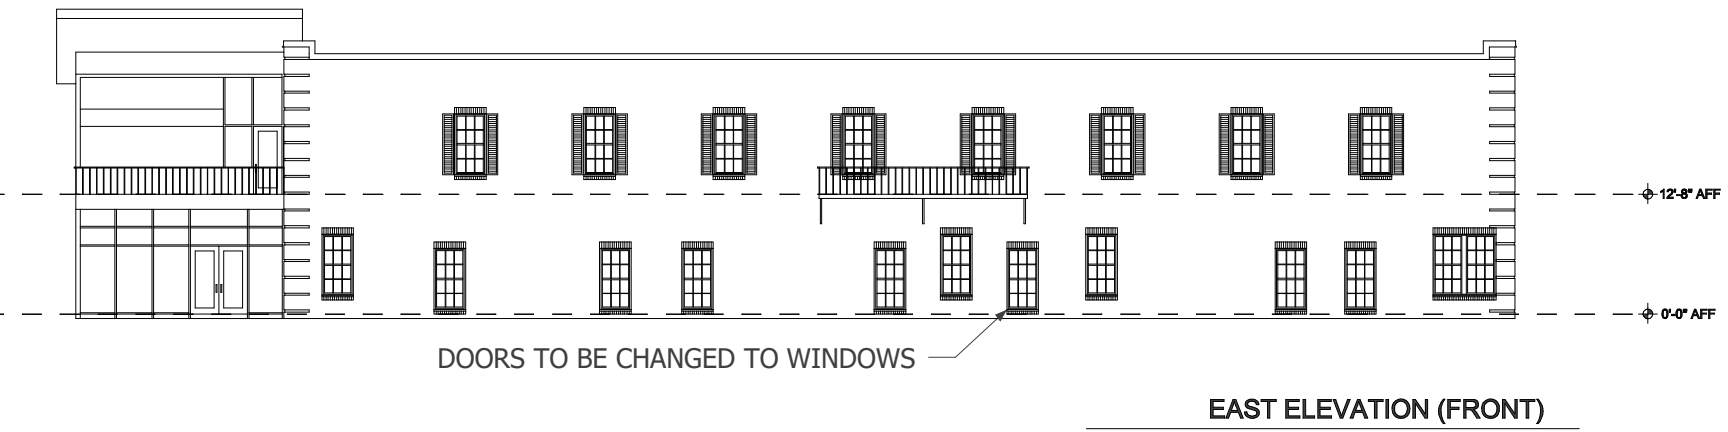 12'-8" AFF
0'-0" AFF
DOORS TO BE CHANGED TO WINDOWS
EAST ELEVATION (FRONT)